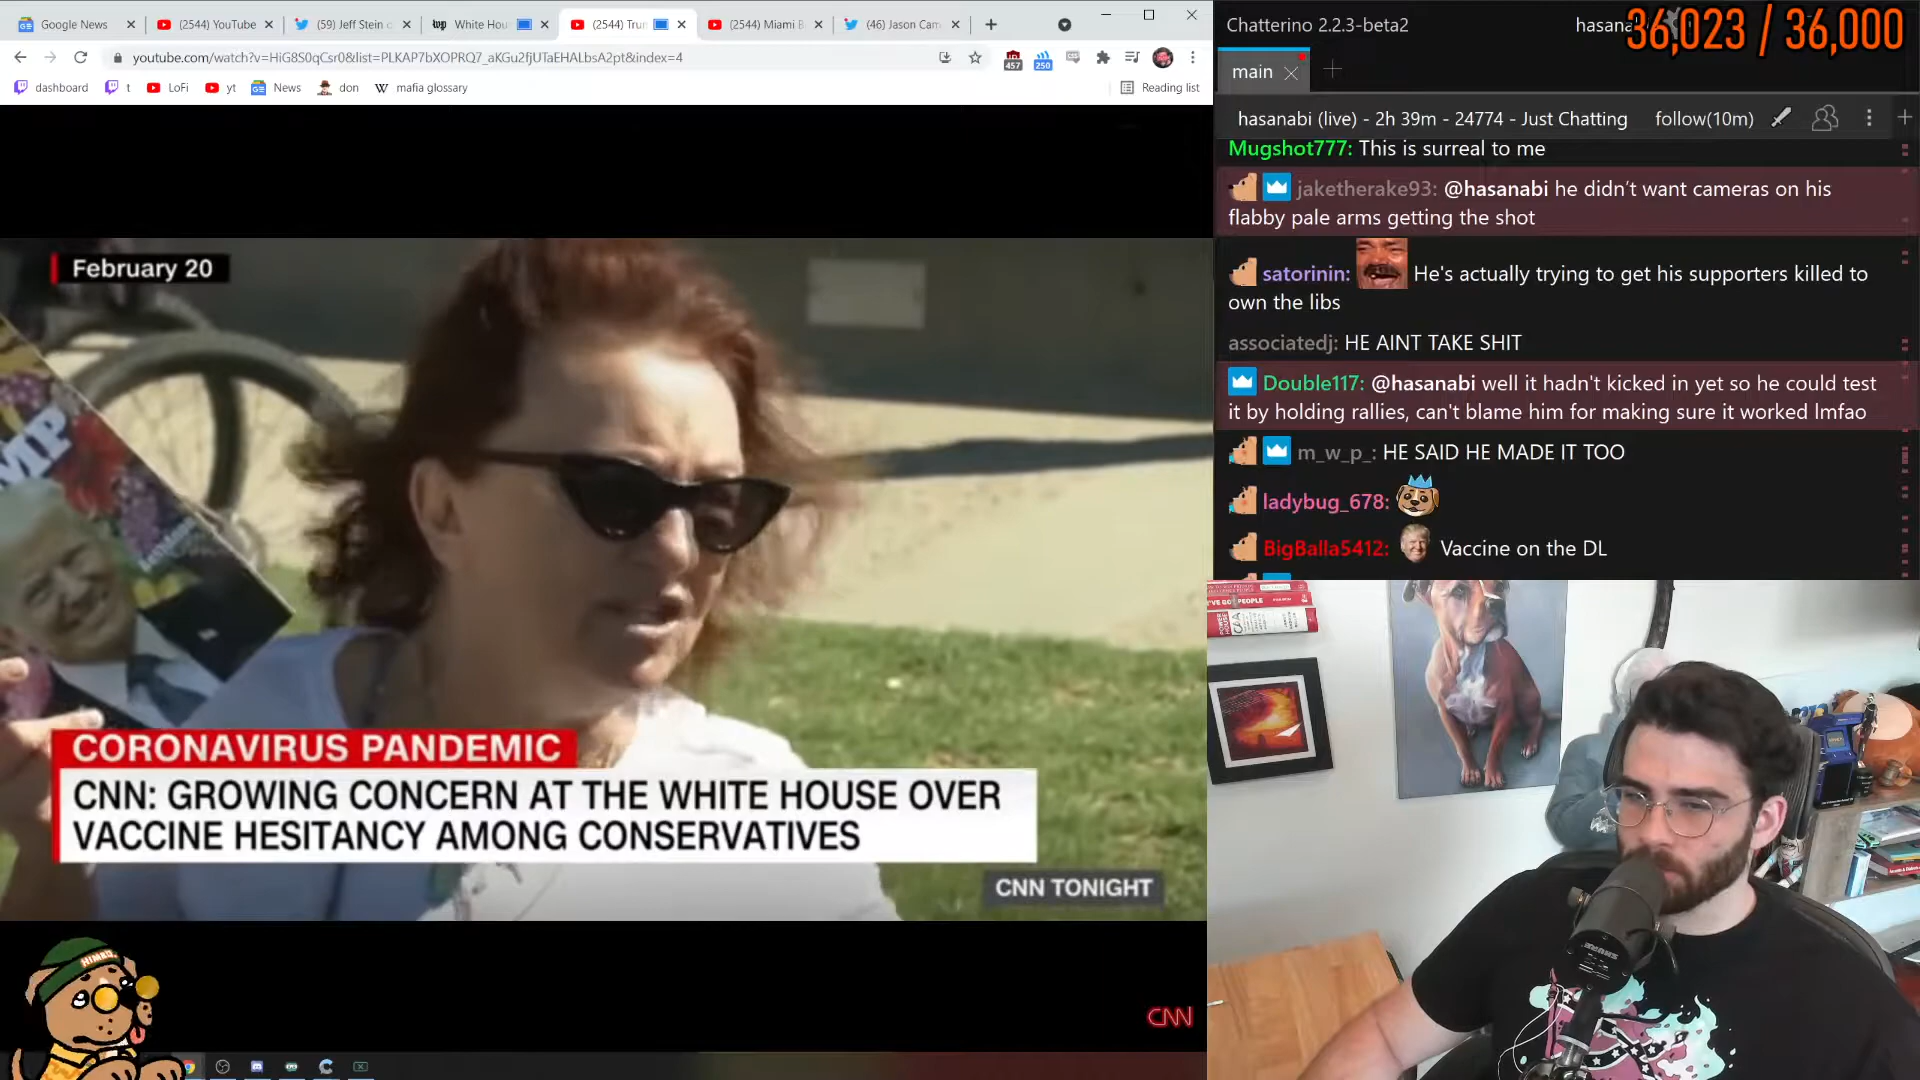 Google News
(2544) YouTube
(59) Jeff Stein o
White Hou
(2544) Trum
(2544) Miami B
(46) Jason Cam
youtube.com/watch?v=HiG8S0qCsr0&list=PLKAP7bXOPRQ7_aKGu2fjUTaEHALbsA2pt&index=4
457
250
dashboard
t
LoFi
yt
News
don
mafia glossary
Reading list
February 20
CORONAVIRUS PANDEMIC
CNN: GROWING CONCERN AT THE WHITE HOUSE OVER
VACCINE HESITANCY AMONG CONSERVATIVES
CNN TONIGHT
CNN
HIMBO
Chatterino 2.2.3-beta2
hasana
36,023 / 36,000
main
hasanabi (live) - 2h 39m - 24774 - Just Chatting
follow(10m)
Mugshot777: This is surreal to me
jaketherake93: @hasanabi he didn't want cameras on his
flabby pale arms getting the shot
satorinin: He's actually trying to get his supporters killed to
own the libs
associatedj: HE AINT TAKE SHIT
Double117: @hasanabi well it hadn't kicked in yet so he could test
it by holding rallies, can't blame him for making sure it worked lmfao
m_w_p_: HE SAID HE MADE IT TOO
ladybug_678:
BigBalla5412: Vaccine on the DL
SHURE